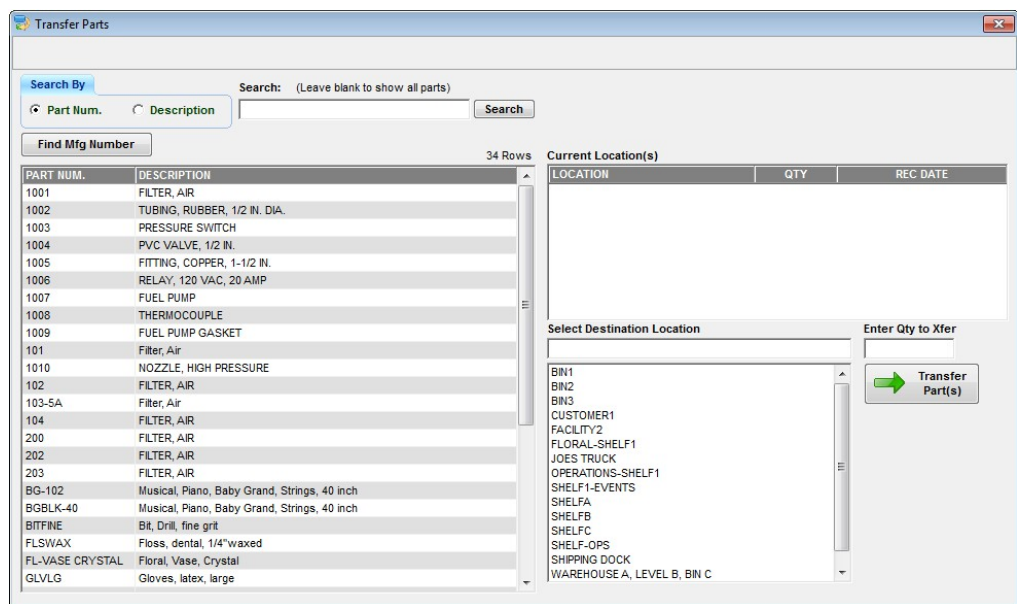 Transfer Parts
Search By
Part Num. Description
Search: (Leave blank to show all parts)
Search
Find Mfg Number
34 Rows
PART NUM. DESCRIPTION
1001 FILTER, AIR
1002 TUBING, RUBBER, 1/2 IN. DIA.
1003 PRESSURE SWITCH
1004 PVC VALVE, 1/2 IN.
1005 FITTING, COPPER, 1-1/2 IN.
1006 RELAY, 120 VAC, 20 AMP
1007 FUEL PUMP
1008 THERMOCOUPLE
1009 FUEL PUMP GASKET
101 Filter, Air
1010 NOZZLE, HIGH PRESSURE
102 FILTER, AIR
103-5A Filter, Air
104 FILTER, AIR
200 FILTER, AIR
202 FILTER, AIR
203 FILTER, AIR
BG-102 Musical, Piano, Baby Grand, Strings, 40 inch
BGBLK-40 Musical, Piano, Baby Grand, Strings, 40 inch
BITFINE Bit, Drill, fine grit
FLSWAX Floss, dental, 1/4"waxed
FL-VASE CRYSTAL Floral, Vase, Crystal
GLVLG Gloves, latex, large
Current Location(s)
LOCATION QTY REC DATE
Select Destination Location
Enter Qty to Xfer
BIN1
BIN2
BIN3
CUSTOMER1
FACILITY2
FLORAL-SHELF1
JOES TRUCK
OPERATIONS-SHELF1
SHELF1-EVENTS
SHELFA
SHELFB
SHELFC
SHELF-OPS
SHIPPING DOCK
WAREHOUSE A, LEVEL B, BIN C
Transfer
Part(s)